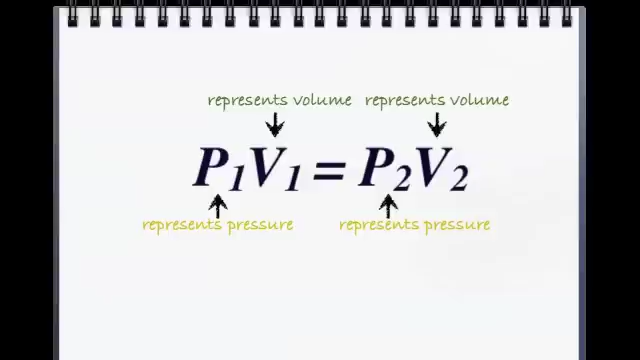 represents volume represents volume
P₁V₁ = P₂V₂
represents pressure represents pressure